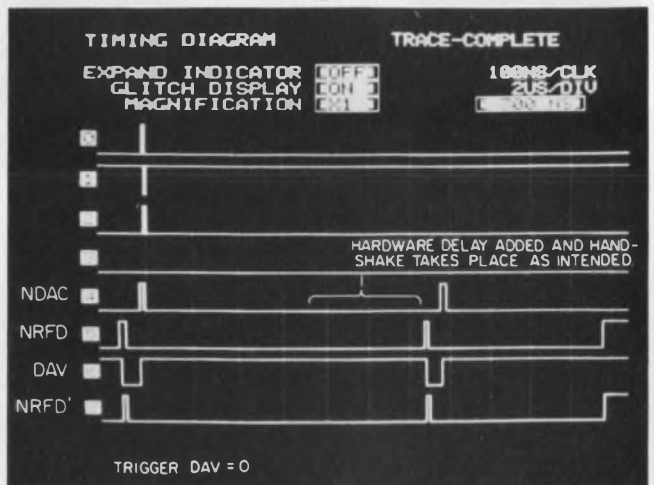 TIMING DIAGRAM TRACE-COMPLETE
EXPAND INDICATOR [OFF] 100NS/CLK
GLITCH DISPLAY [ON] 2US/DIV
MAGNIFICATION [X1]
0
HARDWARE DELAY ADDED AND HAND-
SHAKE TAKES PLACE AS INTENDED.
NDAC
NRFD
DAV
NRFD'
TRIGGER DAV = 0